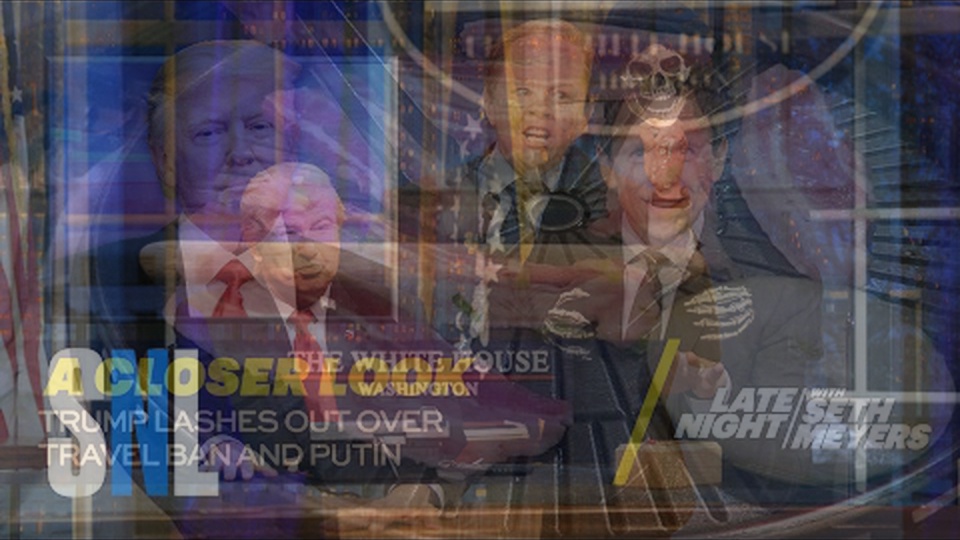 THE WHITE HOUSE
WASHINGTON
SNL
A CLOSER LOOK
TRUMP LASHES OUT OVER
TRAVEL BAN AND PUTIN
LATE NIGHT WITH SETH MEYERS